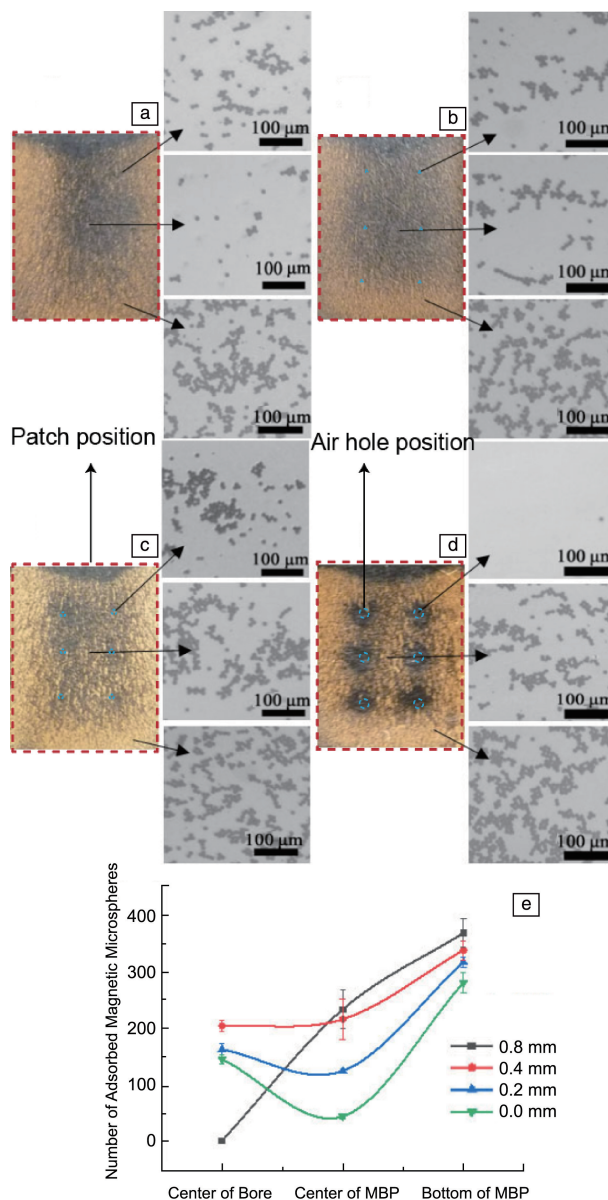 a
b
100 μm
100 μm
100 μm
100 μm
100 μm
100 μm
Patch position
Air hole position
c
d
100 μm
100 μm
100 μm
100 μm
100 μm
100 μm
e
Number of Adsorbed Magnetic Microspheres
400
300
200
100
0
0.8 mm
0.4 mm
0.2 mm
0.0 mm
Center of Bore
Center of MBP
Bottom of MBP